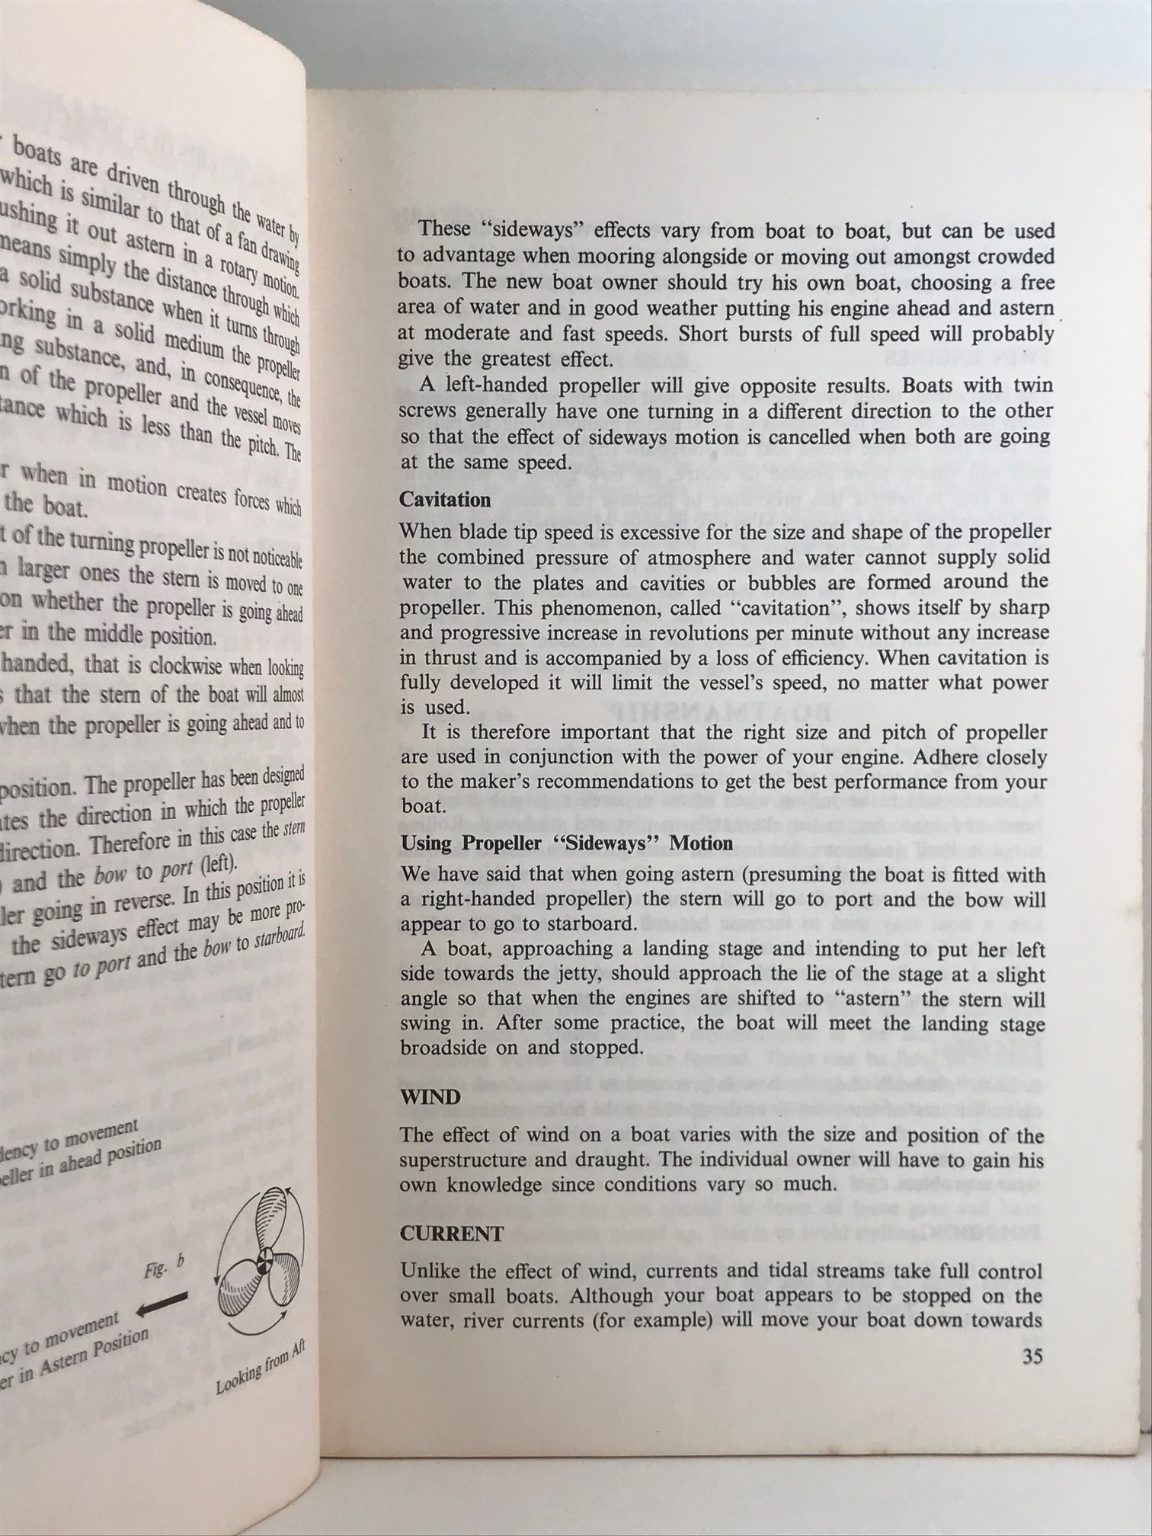 boats are driven through the water by
which is similar to that of a fan drawing
ushing it out astern in a rotary motion.
means simply the distance through which
a solid substance when it turns through
orking in a solid medium the propeller
ng substance, and, in consequence, the
n of the propeller and the vessel moves
tance which is less than the pitch. The
r when in motion creates forces which
the boat.
t of the turning propeller is not noticeable
n larger ones the stern is moved to one
on whether the propeller is going ahead
er in the middle position.
handed, that is clockwise when looking
s that the stern of the boat will almost
when the propeller is going ahead and to
position. The propeller has been designed
ates the direction in which the propeller
direction. Therefore in this case the stern
) and the bow to port (left).
ller going in reverse. In this position it is
the sideways effect may be more pro-
tern go to port and the bow to starboard.
dency to movement
peller in ahead position
Fig. b
cy to movement
er in Astern Position
Looking from Aft
These “sideways” effects vary from boat to boat, but can be used
to advantage when mooring alongside or moving out amongst crowded
boats. The new boat owner should try his own boat, choosing a free
area of water and in good weather putting his engine ahead and astern
at moderate and fast speeds. Short bursts of full speed will probably
give the greatest effect.
A left-handed propeller will give opposite results. Boats with twin
screws generally have one turning in a different direction to the other
so that the effect of sideways motion is cancelled when both are going
at the same speed.
Cavitation
When blade tip speed is excessive for the size and shape of the propeller
the combined pressure of atmosphere and water cannot supply solid
water to the plates and cavities or bubbles are formed around the
propeller. This phenomenon, called “cavitation”, shows itself by sharp
and progressive increase in revolutions per minute without any increase
in thrust and is accompanied by a loss of efficiency. When cavitation is
fully developed it will limit the vessel’s speed, no matter what power
is used.
It is therefore important that the right size and pitch of propeller
are used in conjunction with the power of your engine. Adhere closely
to the maker’s recommendations to get the best performance from your
boat.
Using Propeller “Sideways” Motion
We have said that when going astern (presuming the boat is fitted with
a right-handed propeller) the stern will go to port and the bow will
appear to go to starboard.
A boat, approaching a landing stage and intending to put her left
side towards the jetty, should approach the lie of the stage at a slight
angle so that when the engines are shifted to “astern” the stern will
swing in. After some practice, the boat will meet the landing stage
broadside on and stopped.
WIND
The effect of wind on a boat varies with the size and position of the
superstructure and draught. The individual owner will have to gain his
own knowledge since conditions vary so much.
CURRENT
Unlike the effect of wind, currents and tidal streams take full control
over small boats. Although your boat appears to be stopped on the
water, river currents (for example) will move your boat down towards
35